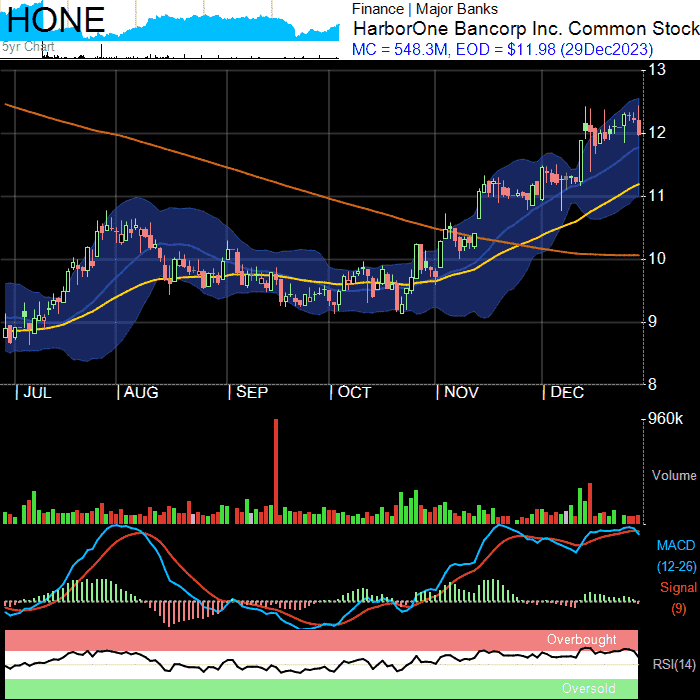 HONE
5yr Chart
Finance | Major Banks
HarborOne Bancorp Inc. Common Stock
MC = 548.3M, EOD = $11.98 (29Dec2023)
13
12
11
10
9
8
| JUL | AUG | SEP | OCT | NOV | DEC
960k
Volume
MACD
(12-26)
Signal
(9)
Overbought
RSI(14)
Oversold